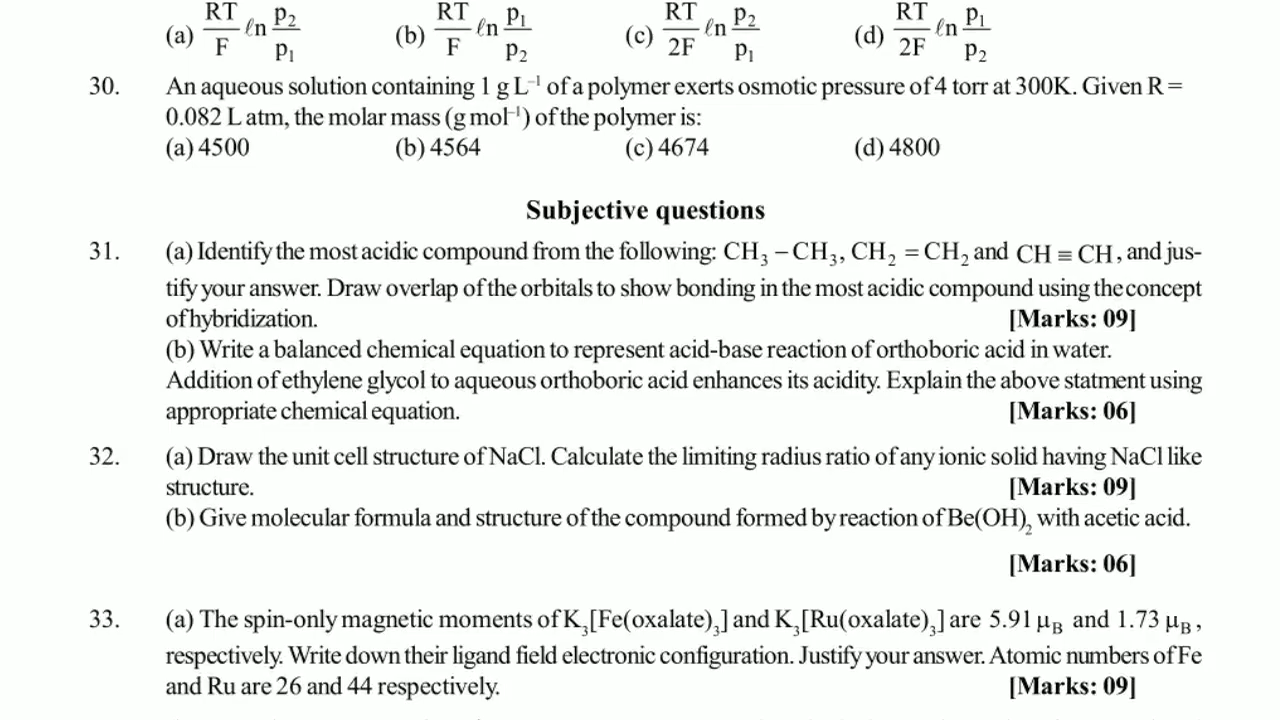 (a) RT/F ℓn p₂/p₁ (b) RT/F ℓn p₁/p₂ (c) RT/2F ℓn p₂/p₁ (d) RT/2F ℓn p₁/p₂
30. An aqueous solution containing 1 g L⁻¹ of a polymer exerts osmotic pressure of 4 torr at 300K. Given R =
0.082 L atm, the molar mass (g mol⁻¹) of the polymer is:
(a) 4500 (b) 4564 (c) 4674 (d) 4800
Subjective questions
31. (a) Identify the most acidic compound from the following: CH₃ – CH₃, CH₂ = CH₂ and CH ≡ CH, and jus-
tify your answer. Draw overlap of the orbitals to show bonding in the most acidic compound using the concept
of hybridization. [Marks: 09]
(b) Write a balanced chemical equation to represent acid-base reaction of orthoboric acid in water.
Addition of ethylene glycol to aqueous orthoboric acid enhances its acidity. Explain the above statment using
appropriate chemical equation. [Marks: 06]
32. (a) Draw the unit cell structure of NaCl. Calculate the limiting radius ratio of any ionic solid having NaCl like
structure. [Marks: 09]
(b) Give molecular formula and structure of the compound formed by reaction of Be(OH)₂ with acetic acid.
[Marks: 06]
33. (a) The spin-only magnetic moments of K₃[Fe(oxalate)₃] and K₃[Ru(oxalate)₃] are 5.91 μ_B and 1.73 μ_B,
respectively. Write down their ligand field electronic configuration. Justify your answer. Atomic numbers of Fe
and Ru are 26 and 44 respectively. [Marks: 09]